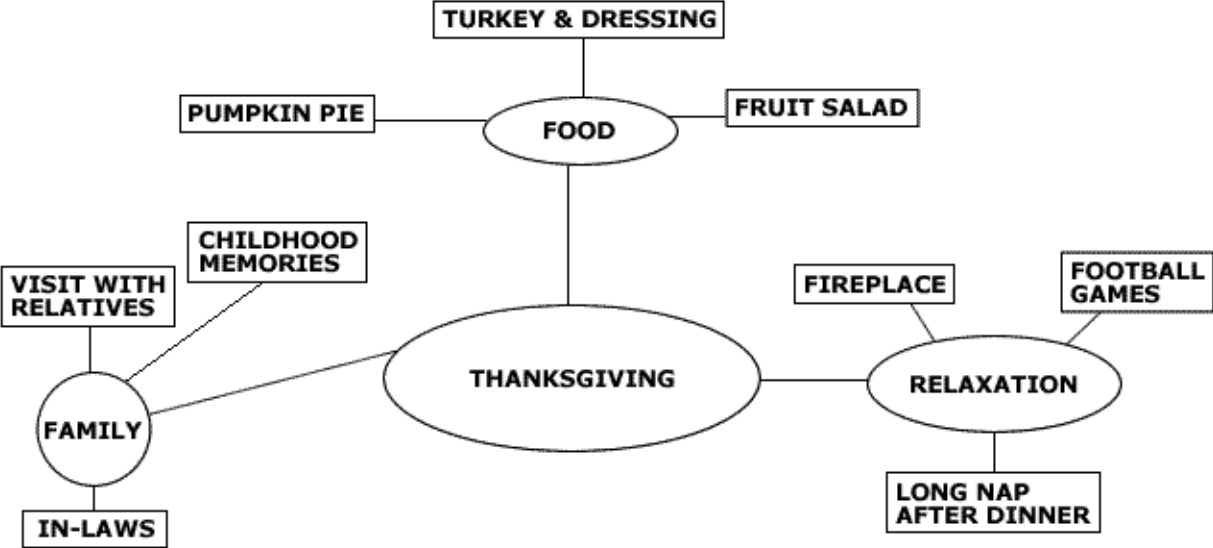 TURKEY & DRESSING
PUMPKIN PIE
FRUIT SALAD
FOOD
CHILDHOOD
MEMORIES
VISIT WITH
RELATIVES
FIREPLACE
FOOTBALL
GAMES
THANKSGIVING
RELAXATION
FAMILY
LONG NAP
AFTER DINNER
IN-LAWS